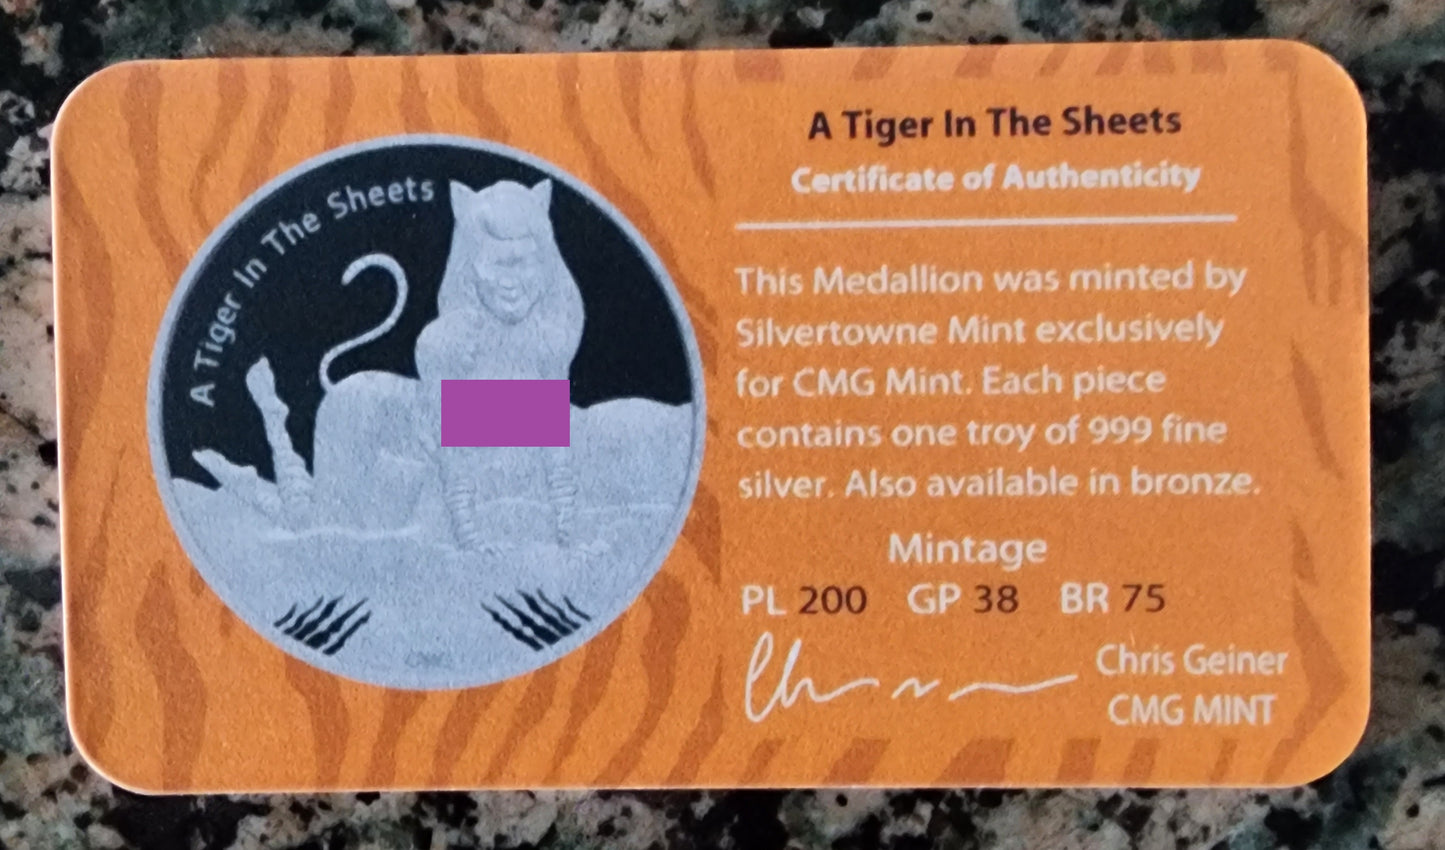 A Tiger In The Sheets
A Tiger In The Sheets
Certificate of Authenticity
This Medallion was minted by
Silvertowne Mint exclusively
for CMG Mint. Each piece
contains one troy of 999 fine
silver. Also available in bronze.
Mintage
PL 200 GP 38 BR 75
Chris Geiner
CMG MINT